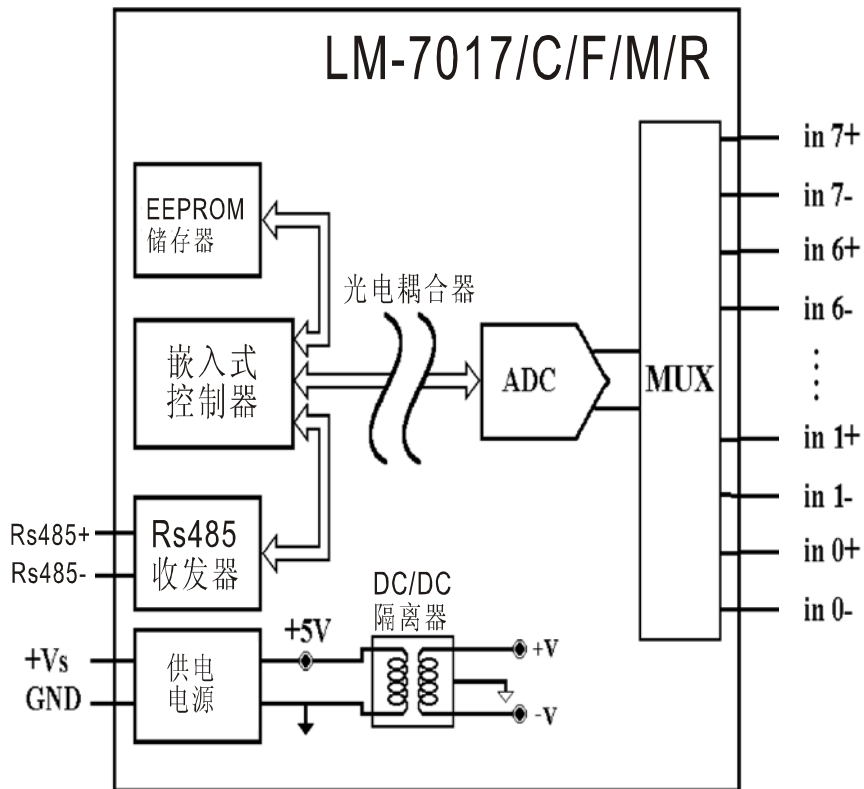 LM-7017/C/F/M/R
EEPROM
储存器
光电耦合器
嵌入式
控制器
ADC
MUX
in 7+
in 7-
in 6+
in 6-
in 1+
in 1-
in 0+
in 0-
Rs485+
Rs485-
Rs485
收发器
DC/DC
隔离器
+5V
+Vs
GND
供电
电源
+V
-V